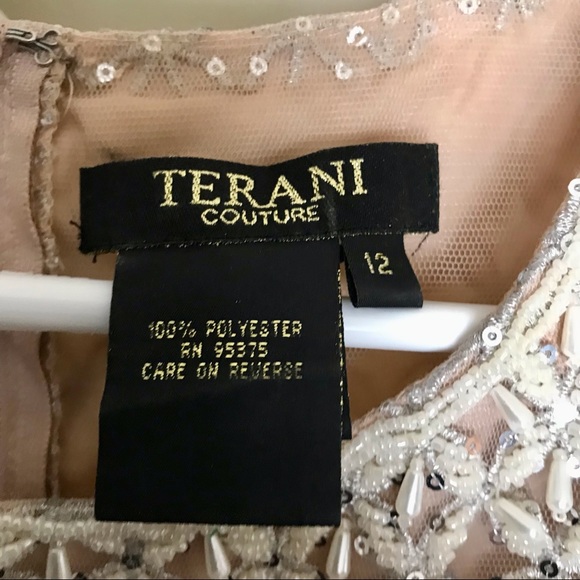 TERANI
COUTURE
12
100% POLYESTER
RN 95375
CARE ON REVERSE